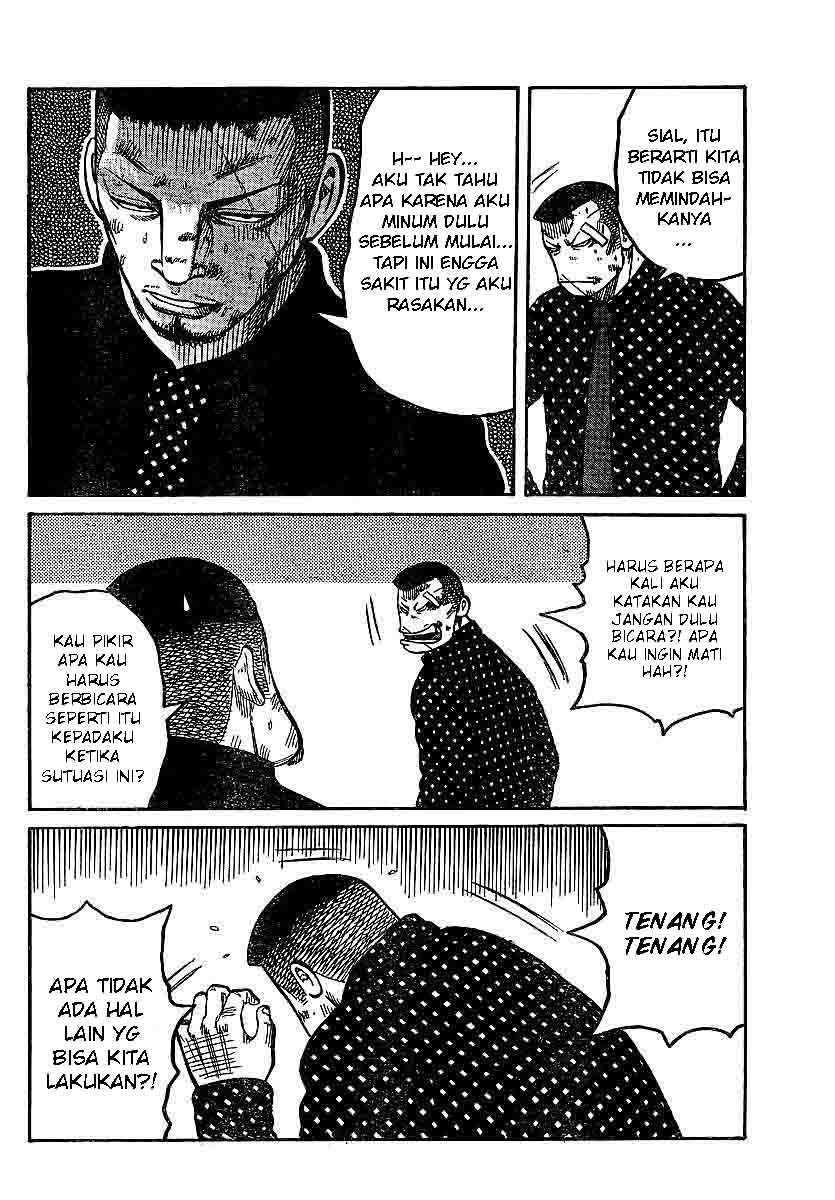 SIAL, ITU
BERARTI KITA
TIDAK BISA
MEMINDAH-
KANYA
...
H-- HEY...
AKU TAK TAHU
APA KARENA AKU
MINUM DULU
SEBELUM MULAI...
TAPI INI ENGGA
SAKIT ITU YG AKU
RASAKAN...
HARUS BERAPA
KALI AKU
KATAKAN KAU
JANGAN DULU
BICARA?! APA
KAU INGIN MATI
HAH?!
KAU PIKIR
APA KAU
HARUS
BERBICARA
SEPERTI ITU
KEPADAKU
KETIKA
SUTUASI INI?
TENANG!
TENANG!
APA TIDAK
ADA HAL
LAIN YG
BISA KITA
LAKUKAN?!